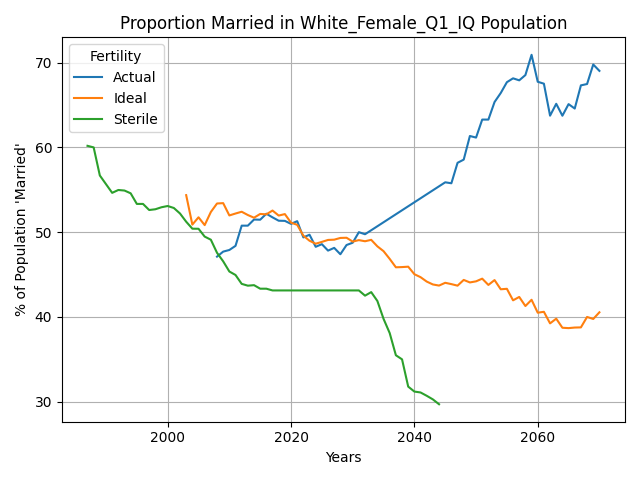 Proportion Married in White_Female_Q1_IQ Population
Fertility
Actual
Ideal
Sterile
% of Population 'Married'
70
60
50
40
30
2000
2020
2040
2060
Years